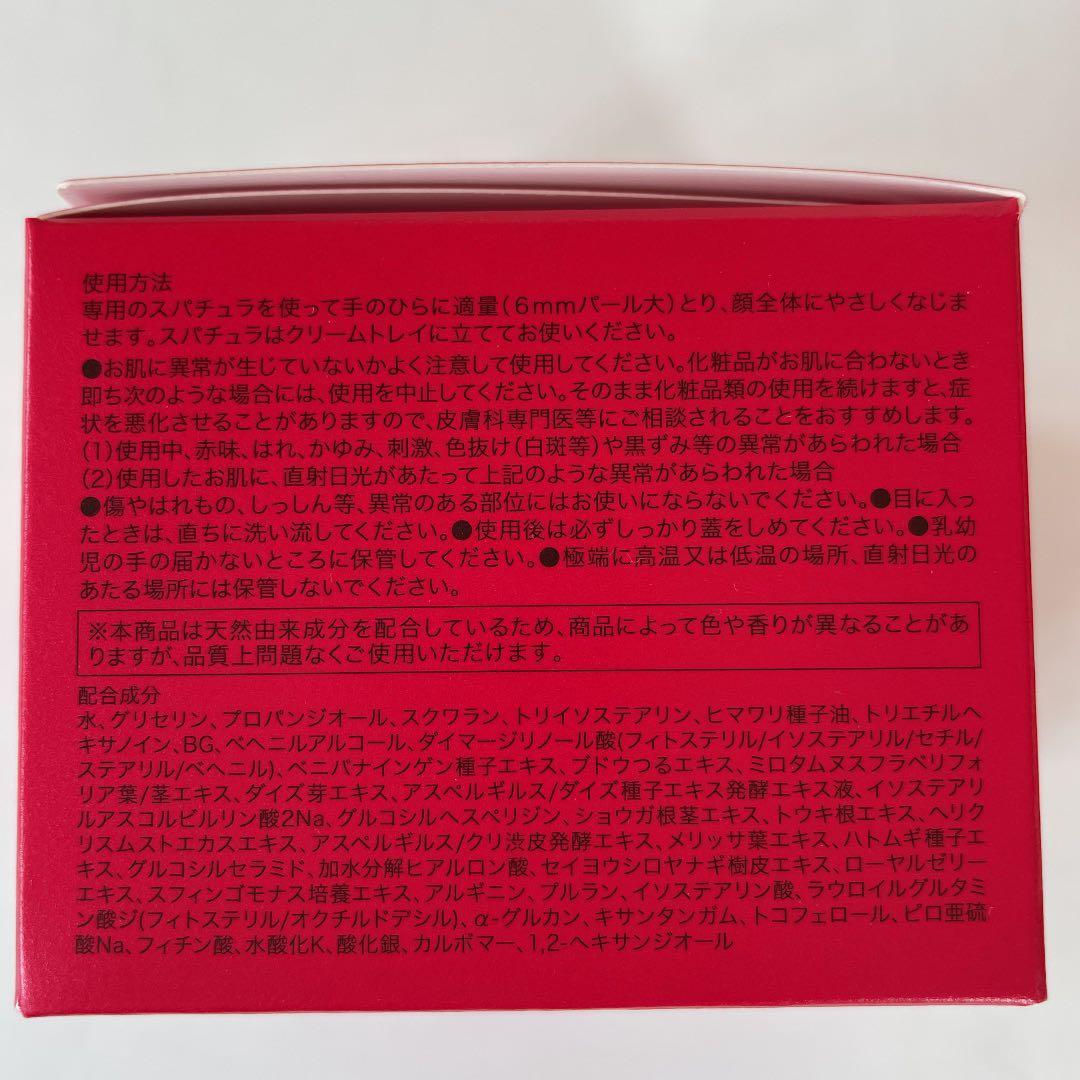 使用方法
専用のスパチュラを使って手のひらに適量(6mmパール大)とり、顔全体にやさしくなじま
せます。スパチュラはクリームトレイに立ててお使いください。
●お肌に異常が生じていないかよく注意して使用してください。化粧品がお肌に合わないとき
即ち次のような場合には、使用を中止してください。そのまま化粧品類の使用を続けますと、症
状を悪化させることがありますので、皮膚科専門医等にご相談されることをおすすめします。
(1)使用中、赤味、はれ、かゆみ、刺激、色抜け(白斑等)や黒ずみ等の異常があらわれた場合
(2)使用したお肌に、直射日光があたって上記のような異常があらわれた場合
●傷やはれもの、しっしん等、異常のある部位にはお使いにならないでください。●目に入っ
たときは、直ちに洗い流してください。●使用後は必ずしっかり蓋をしめてください。●乳幼
児の手の届かないところに保管してください。●極端に高温又は低温の場所、直射日光の
あたる場所には保管しないでください。
※本商品は天然由来成分を配合しているため、商品によって色や香りが異なることがあ
りますが、品質上問題なくご使用いただけます。
配合成分
水、グリセリン、プロパンジオール、スクワラン、トリイソステアリン、ヒマワリ種子油、トリエチルヘ
キサノイン、BG、ベヘニルアルコール、ダイマージリノール酸(フィトステリル/イソステアリル/セチル/
ステアリル/ベヘニル)、ベニバナインゲン種子エキス、ブドウつるエキス、ミロタムヌスフラベリフォ
リア葉/茎エキス、ダイズ芽エキス、アスペルギルス/ダイズ種子エキス発酵エキス液、イソステアリ
ルアスコルビルリン酸2Na、グルコシルヘスペリジン、ショウガ根茎エキス、トウキ根エキス、ヘリク
リスムストエカスエキス、アスペルギルス/クリ渋皮発酵エキス、メリッサ葉エキス、ハトムギ種子エ
キス、グルコシルセラミド、加水分解ヒアルロン酸、セイヨウシロヤナギ樹皮エキス、ローヤルゼリー
エキス、スフィンゴモナス培養エキス、アルギニン、プルラン、イソステアリン酸、ラウロイルグルタミ
ン酸ジ(フィトステリル/オクチルドデシル)、α-グルカン、キサンタンガム、トコフェロール、ピロ亜硫
酸Na、フィチン酸、水酸化K、酸化銀、カルボマー、1,2-ヘキサンジオール